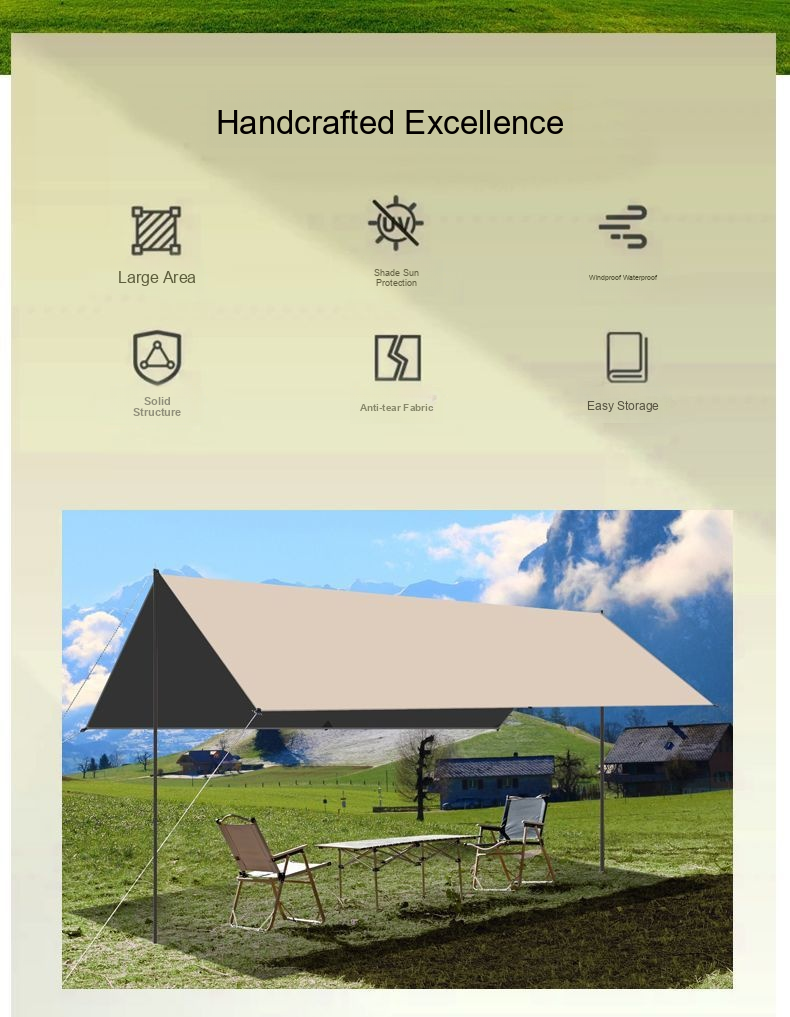 Handcrafted Excellence
UV
Large Area
Shade Sun
Protection
Windproof Waterproof
Solid
Structure
Anti-tear Fabric
Easy Storage